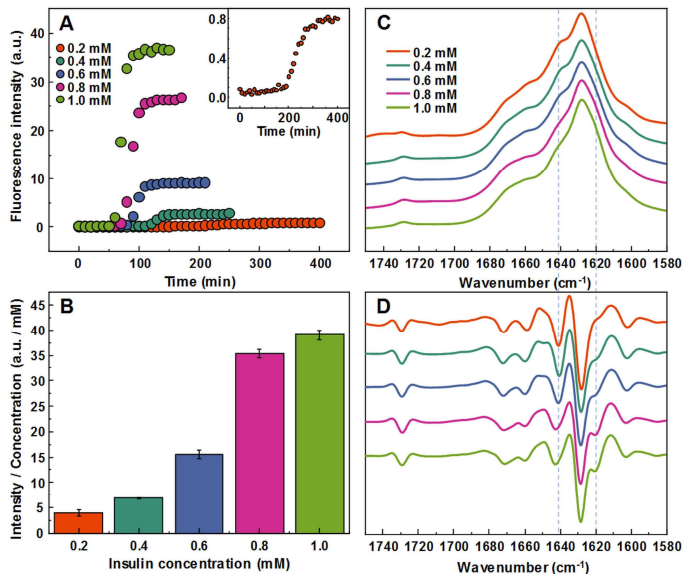 A
Fluorescence intensity (a.u.)
40
30
20
10
0
0.2 mM
0.4 mM
0.6 mM
0.8 mM
1.0 mM
0.8
0.4
0.0
0 200 400
Time (min)
0 100 200 300 400
Time (min)
C
0.2 mM
0.4 mM
0.6 mM
0.8 mM
1.0 mM
1740 1720 1700 1680 1660 1640 1620 1600 1580
Wavenumber (cm⁻¹)
B
Intensity / Concentration (a.u. / mM)
45
40
35
30
25
20
15
10
5
0
0.2 0.4 0.6 0.8 1.0
Insulin concentration (mM)
D
1740 1720 1700 1680 1660 1640 1620 1600 1580
Wavenumber (cm⁻¹)